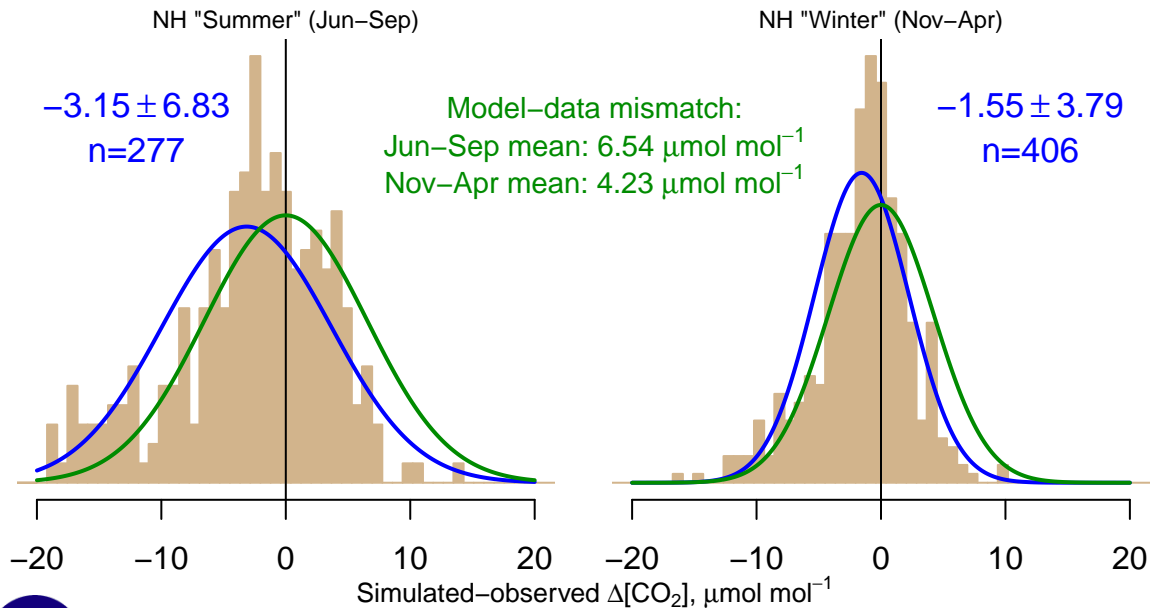 NH "Summer" (Jun−Sep)
NH "Winter" (Nov−Apr)
−3.15 ± 6.83
n=277
Model−data mismatch:
Jun−Sep mean: 6.54 μmol mol⁻¹
Nov−Apr mean: 4.23 μmol mol⁻¹
−1.55 ± 3.79
n=406
−20 −10 0 10 20
−20 −10 0 10 20
Simulated−observed Δ[CO₂], μmol mol⁻¹